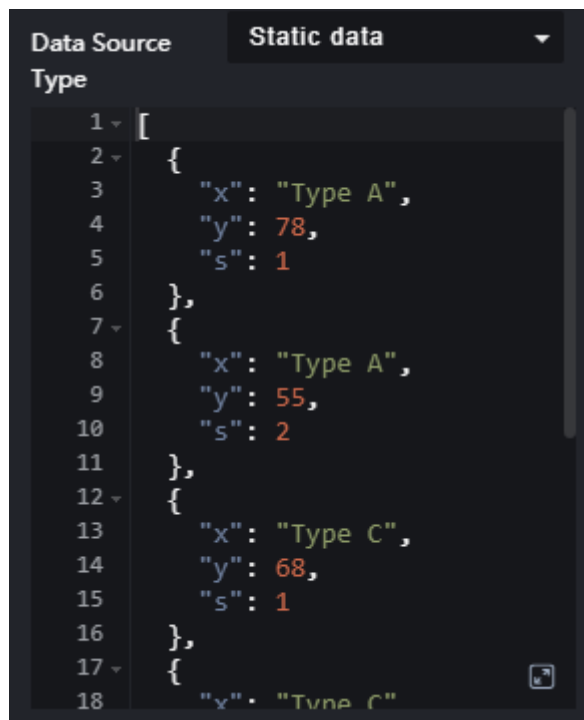 Data Source
Type
Static data
1 [
2 {
3 "x": "Type A",
4 "y": 78,
5 "s": 1
6 },
7 {
8 "x": "Type A",
9 "y": 55,
10 "s": 2
11 },
12 {
13 "x": "Type C",
14 "y": 68,
15 "s": 1
16 },
17 {
18 "x": "Type C"